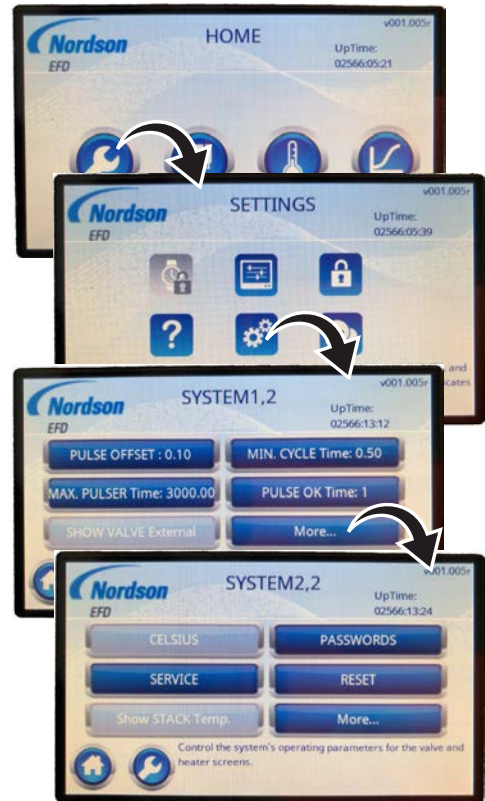 v001.005r
Nordson
EFD
HOME
UpTime:
02566:05:21
v001.005r
Nordson
EFD
SETTINGS
UpTime:
02566:05:39
?
and
icates
v001.005r
Nordson
EFD
SYSTEM1,2
UpTime:
02566:13:12
PULSE OFFSET : 0.10
MIN. CYCLE Time: 0.50
MAX. PULSER Time: 3000.00
PULSE OK Time: 1
SHOW VALVE External
More...
v001.005r
Nordson
EFD
SYSTEM2,2
UpTime:
02566:13:24
CELSIUS
PASSWORDS
SERVICE
RESET
Show STACK Temp.
More...
Control the system's operating parameters for the valve and
heater screens.